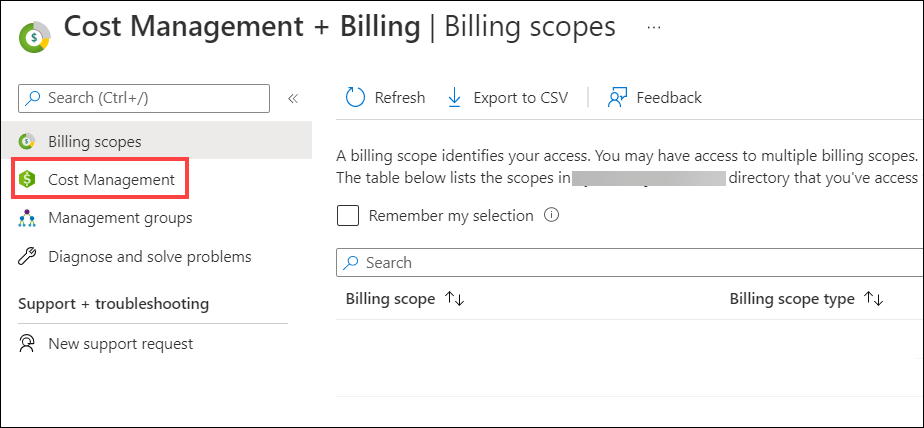 Cost Management + Billing | Billing scopes ...
Search (Ctrl+/)
«
Refresh
Export to CSV
Feedback
Billing scopes
Cost Management
Management groups
Diagnose and solve problems
Support + troubleshooting
New support request
A billing scope identifies your access. You may have access to multiple billing scopes.
The table below lists the scopes in directory that you've access
Remember my selection
Search
Billing scope ↑↓ Billing scope type ↑↓